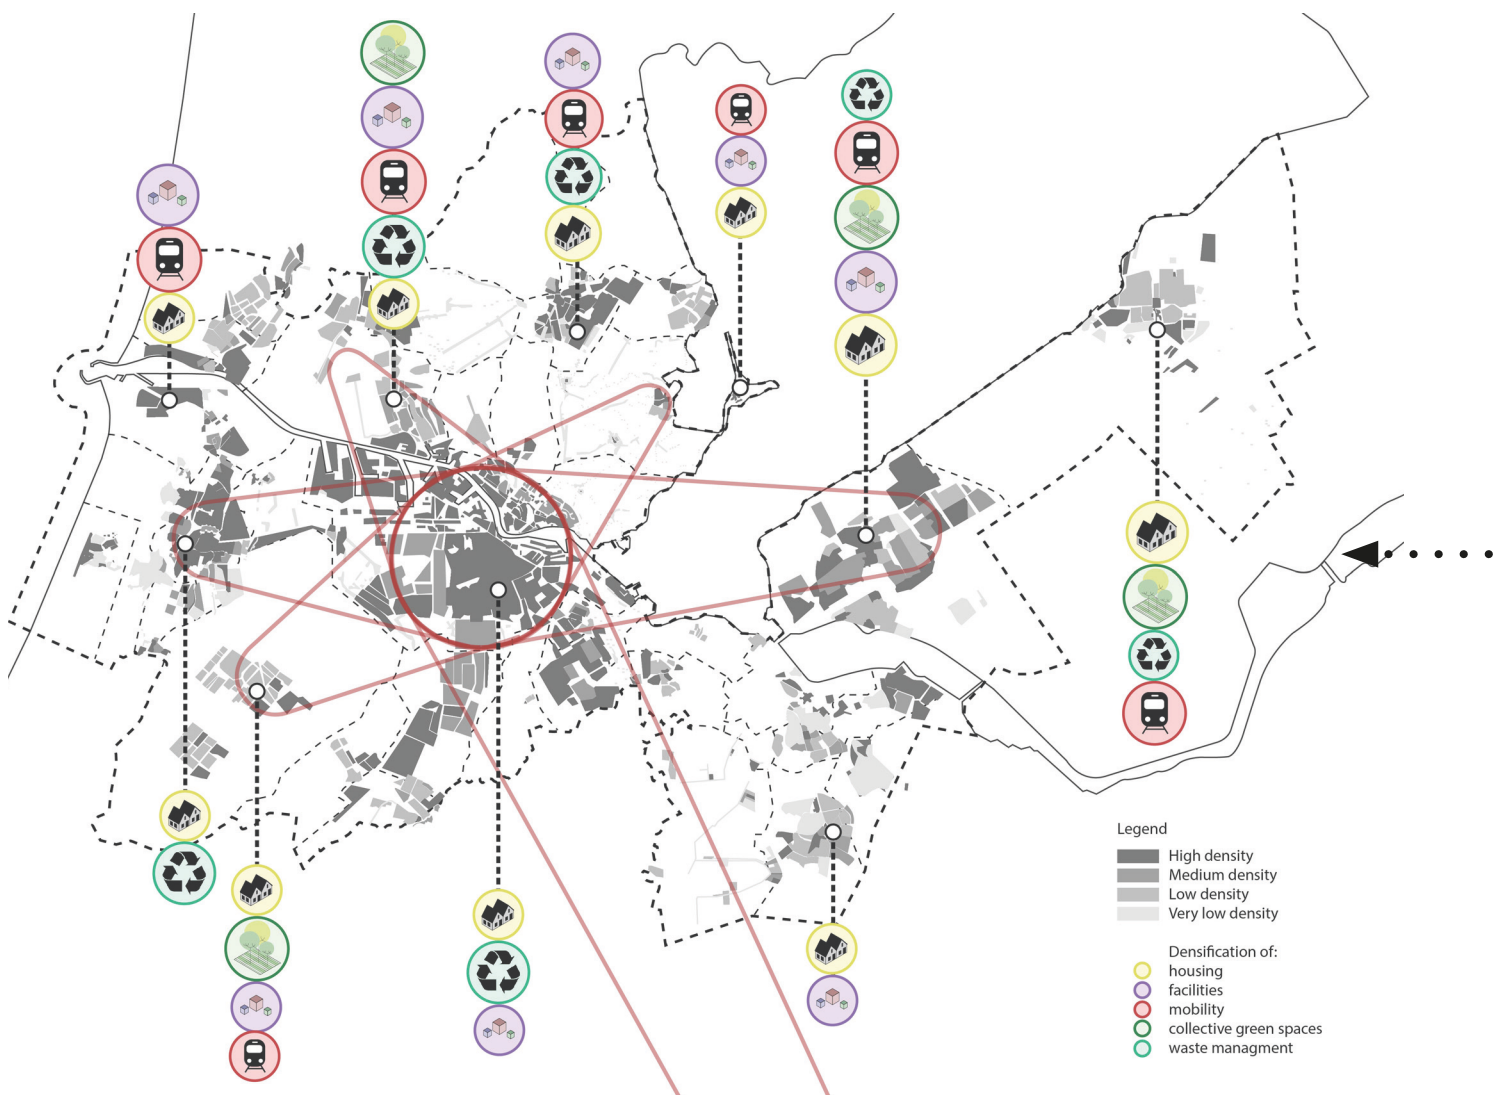 Legend
High density
Medium density
Low density
Very low density
Densification of:
housing
facilities
mobility
collective green spaces
waste managment